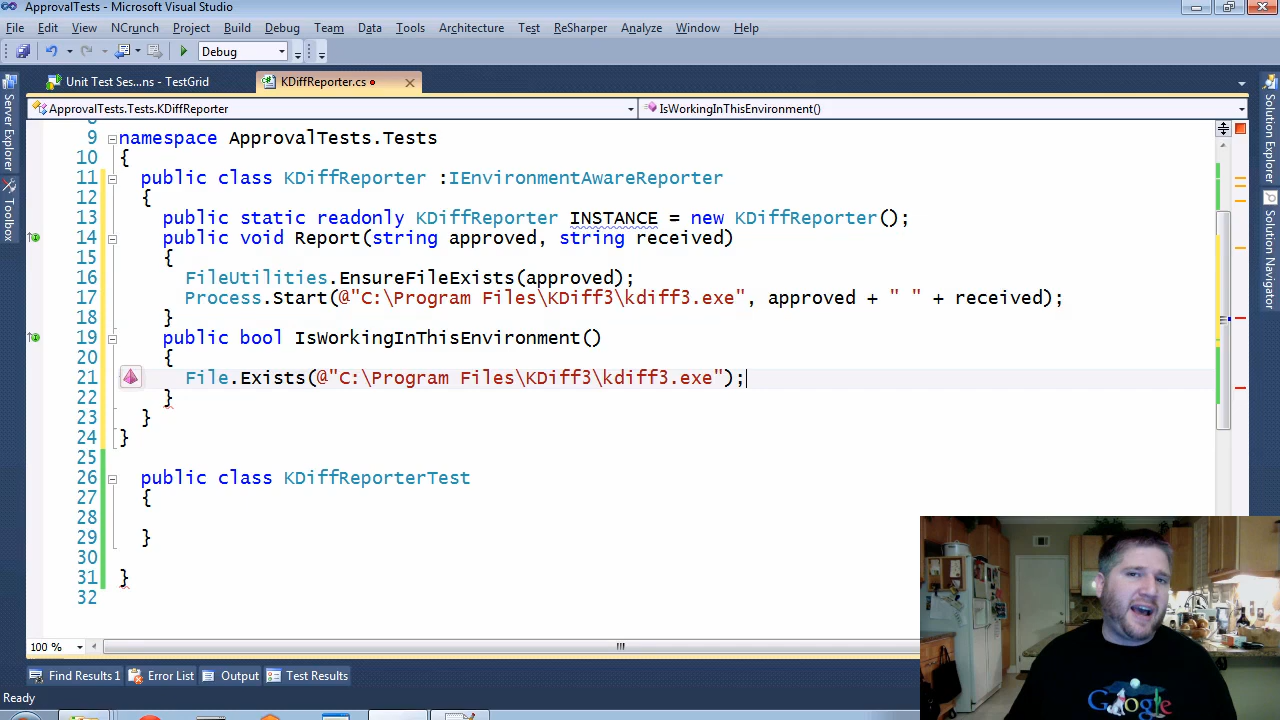 ApprovalTests - Microsoft Visual Studio
File Edit View NCrunch Project Build Debug Team Data Tools Architecture Test ReSharper Analyze Window Help
Debug
Unit Test Ses...ns - TestGrid KDiffReporter.cs
ApprovalTests.Tests.KDiffReporter IsWorkingInThisEnvironment()
Server Explorer
Toolbox
Solution Explorer
Solution Navigator
9 namespace ApprovalTests.Tests
10 {
11 public class KDiffReporter :IEnvironmentAwareReporter
12 {
13 public static readonly KDiffReporter INSTANCE = new KDiffReporter();
14 public void Report(string approved, string received)
15 {
16 FileUtilities.EnsureFileExists(approved);
17 Process.Start(@"C:\Program Files\KDiff3\kdiff3.exe", approved + " " + received);
18 }
19 public bool IsWorkingInThisEnvironment()
20 {
21 File.Exists(@"C:\Program Files\KDiff3\kdiff3.exe");
22 }
23 }
24 }
25
26 public class KDiffReporterTest
27 {
28
29 }
30
31 }
32
100 %
Find Results 1 Error List Output Test Results
Ready
Google